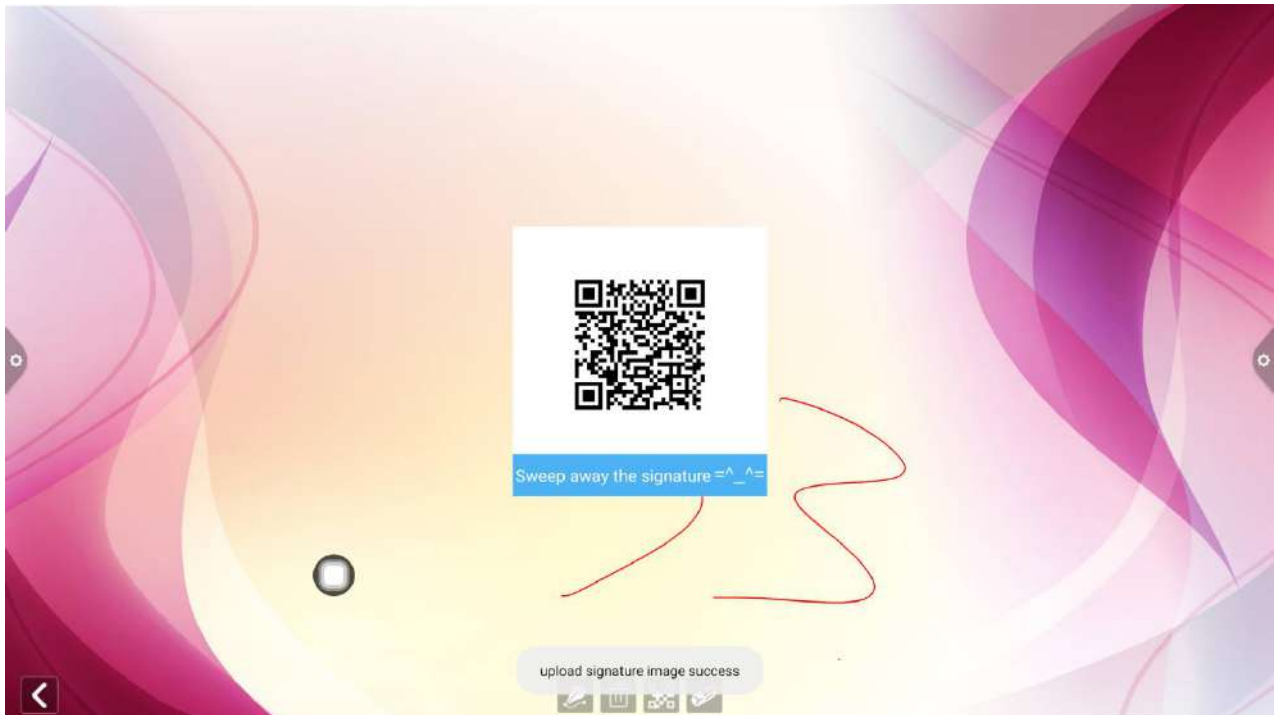 Sweep away the signature =^_^=
upload signature image success